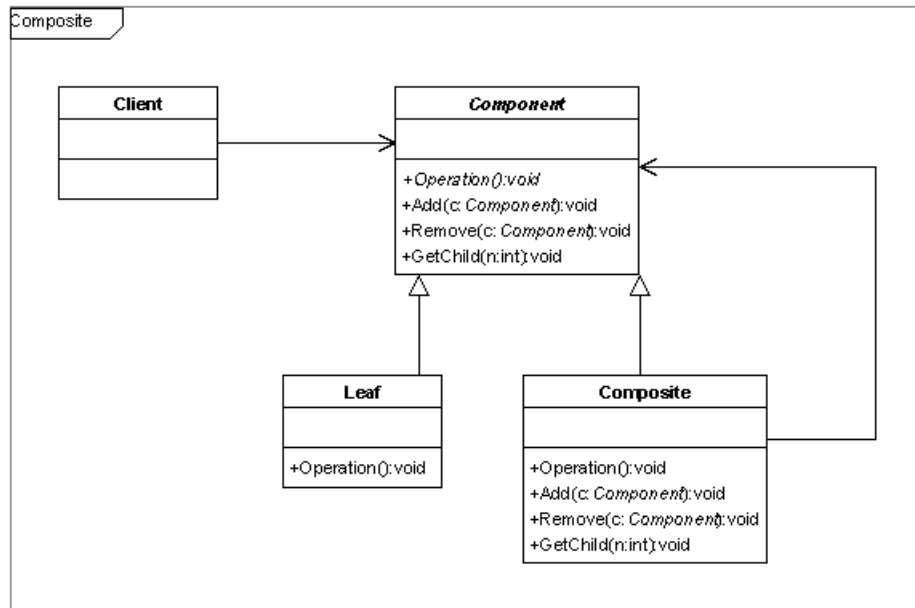 Composite
Client
Component
+Operation():void
+Add(c: Component):void
+Remove(c: Component):void
+GetChild(n:int):void
Leaf
+Operation():void
Composite
+Operation():void
+Add(c: Component):void
+Remove(c: Component):void
+GetChild(n:int):void